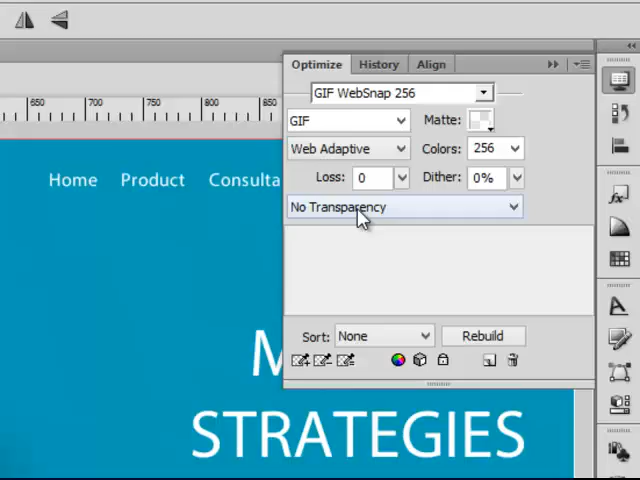 Optimize History Align
GIF WebSnap 256
650 700 750 800 850
GIF Matte:
Web Adaptive Colors: 256
Loss: 0 Dither: 0%
Home Product Consulta
No Transparency
Sort: None Rebuild
M
STRATEGIES